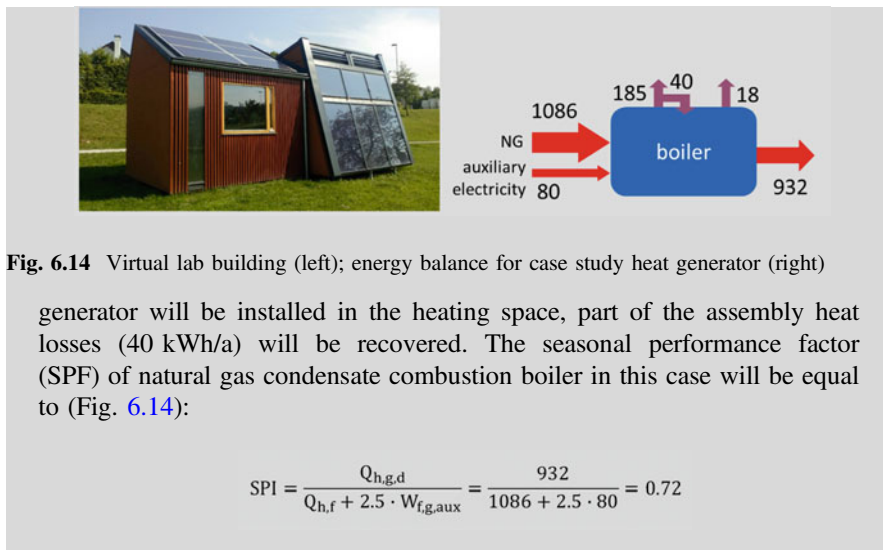 185 40 18
1086
NG
auxiliary
electricity 80
boiler
932
Fig. 6.14 Virtual lab building (left); energy balance for case study heat generator (right)
generator will be installed in the heating space, part of the assembly heat
losses (40 kWh/a) will be recovered. The seasonal performance factor
(SPF) of natural gas condensate combustion boiler in this case will be equal
to (Fig. 6.14):
SPI = Q_{h,g,d} / (Q_{h,f} + 2.5 · W_{f,g,aux}) = 932 / (1086 + 2.5 · 80) = 0.72